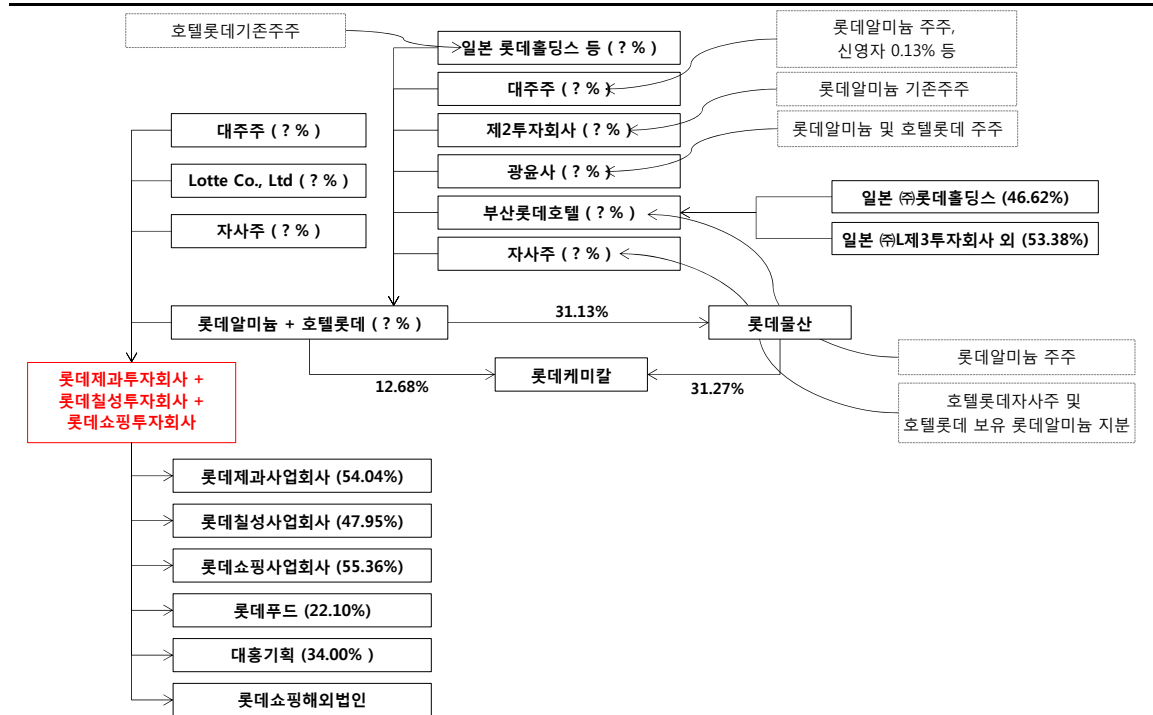 호텔롯데기존주주
일본 롯데홀딩스 등 ( ? % )
롯데알미늄 주주,
신영자 0.13% 등
대주주 ( ? % )
롯데알미늄 기존주주
대주주 ( ? % )
제2투자회사 ( ? % )
롯데알미늄 및 호텔롯데 주주
Lotte Co., Ltd ( ? % )
광윤사 ( ? % )
일본 ㈜롯데홀딩스 (46.62%)
부산롯데호텔 ( ? % )
자사주 ( ? % )
일본 ㈜L제3투자회사 외 (53.38%)
자사주 ( ? % )
31.13%
롯데알미늄 + 호텔롯데 ( ? % )
롯데물산
롯데알미늄 주주
롯데케미칼
12.68%
31.27%
롯데제과투자회사 +
롯데칠성투자회사 +
롯데쇼핑투자회사
호텔롯데자사주 및
호텔롯데 보유 롯데알미늄 지분
롯데제과사업회사 (54.04%)
롯데칠성사업회사 (47.95%)
롯데쇼핑사업회사 (55.36%)
롯데푸드 (22.10%)
대홍기획 (34.00% )
롯데쇼핑해외법인